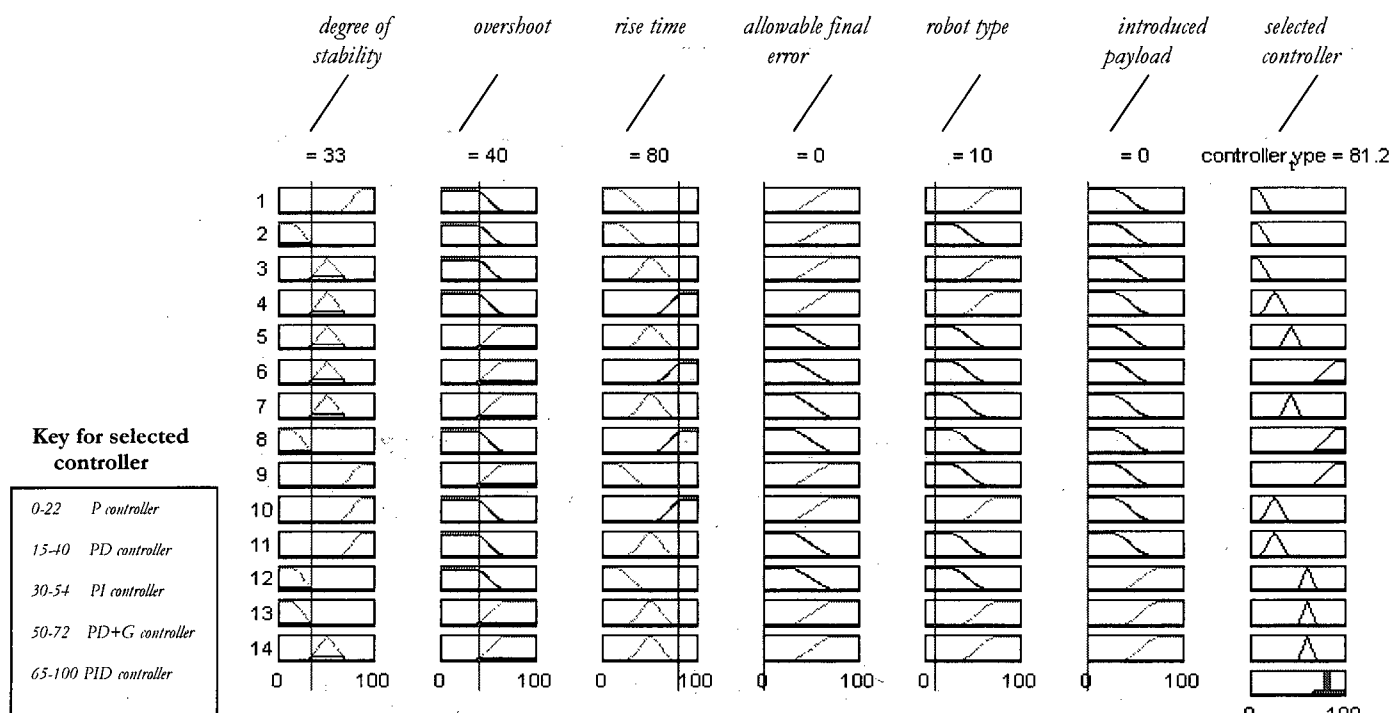 degree of stability
overshoot
rise time
allowable final error
robot type
introduced payload
selected controller
= 33
= 40
= 80
= 0
= 10
= 0
controllertype = 81.2
1
2
3
4
5
6
7
8
9
10
11
12
13
14
0 100
0 100
0 100
0 100
0 100
0 100
0 100
Key for selected
controller
0-22 P controller
15-40 PD controller
30-54 PI controller
50-72 PD+G controller
65-100 PID controller